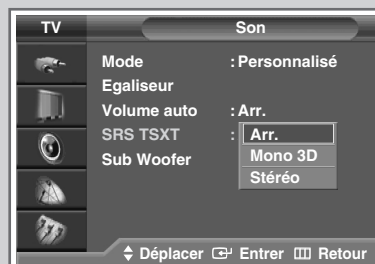 TV Son
Mode : Personnalisé
Egaliseur
Volume auto : Arr.
SRS TSXT : Arr.
Mono 3D
Sub Woofer
Stéréo
Déplacer Entrer Retour